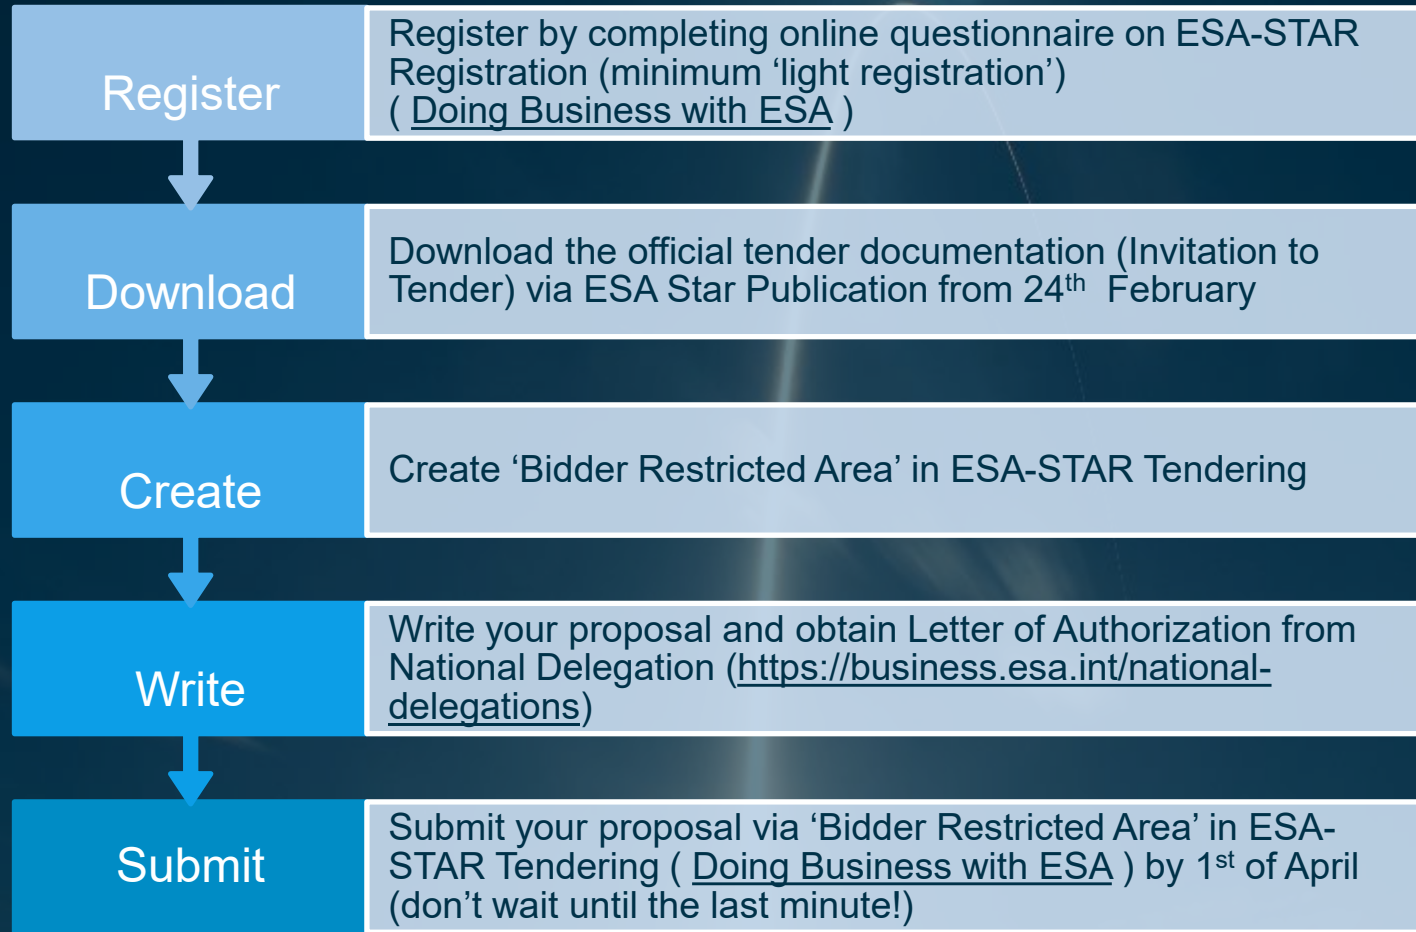 Register
Register by completing online questionnaire on ESA-STAR
Registration (minimum ‘light registration’)
( Doing Business with ESA )
Download
Download the official tender documentation (Invitation to
Tender) via ESA Star Publication from 24th February
Create
Create ‘Bidder Restricted Area’ in ESA-STAR Tendering
Write
Write your proposal and obtain Letter of Authorization from
National Delegation (https://business.esa.int/national-
delegations)
Submit
Submit your proposal via ‘Bidder Restricted Area’ in ESA-
STAR Tendering ( Doing Business with ESA ) by 1st of April
(don’t wait until the last minute!)